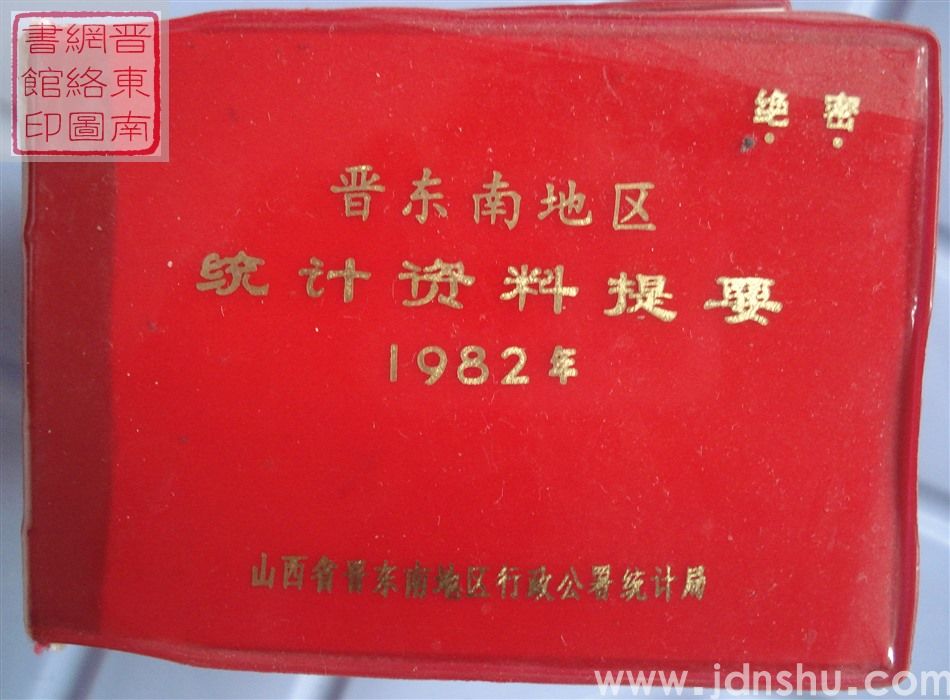 晋東南
網絡圖
書館印
绝密
晋东南地区
统计资料提要
1982年
山西省晋东南地区行政公署统计局
www.jdnshu.com